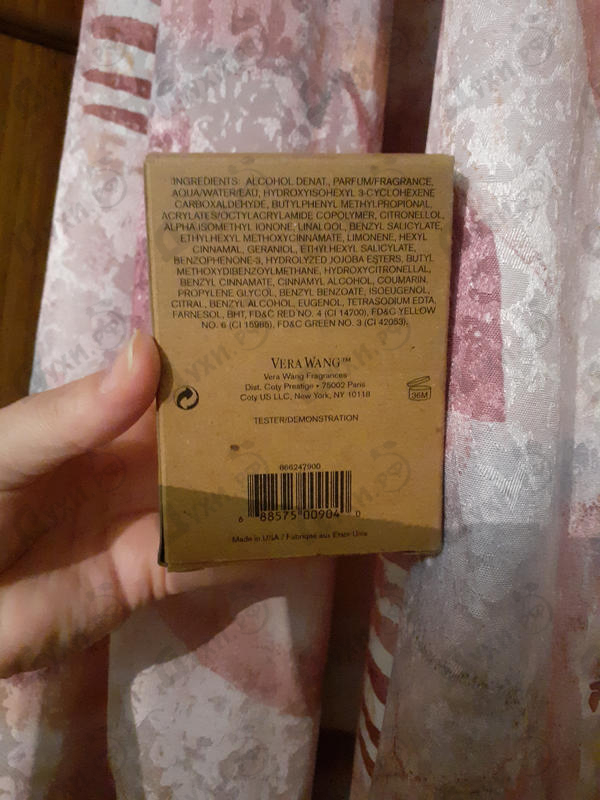 INGREDIENTS: ALCOHOL DENAT., PARFUM/FRAGRANCE,
AQUA/WATER/EAU, HYDROXYISOHEXYL 3-CYCLOHEXENE
CARBOXALDEHYDE, BUTYLPHENYL METHYLPROPIONAL,
ACRYLATES/OCTYLACRYLAMIDE COPOLYMER, CITRONELLOL,
ALPHA-ISOMETHYL IONONE, LINALOOL, BENZYL SALICYLATE,
ETHYLHEXYL METHOXYCINNAMATE, LIMONENE, HEXYL
CINNAMAL, GERANIOL, ETHYLHEXYL SALICYLATE,
BENZOPHENONE-3, HYDROLYZED JOJOBA ESTERS, BUTYL
METHOXYDIBENZOYLMETHANE, HYDROXYCITRONELLAL,
BENZYL CINNAMATE, CINNAMYL ALCOHOL, COUMARIN,
PROPYLENE GLYCOL, BENZYL BENZOATE, ISOEUGENOL,
CITRAL, BENZYL ALCOHOL, EUGENOL, TETRASODIUM EDTA,
FARNESOL, BHT, FD&C RED NO. 4 (CI 14700), FD&C YELLOW
NO. 6 (CI 15985), FD&C GREEN NO. 3 (CI 42053).
VERA WANG™
Vera Wang Fragrances
Dist. Coty Prestige • 75002 Paris
Coty US LLC, New York, NY 10118
36M
TESTER/DEMONSTRATION
866247900
6 88575 00904 0
Made in USA / Fabriqué aux Etats-Unis